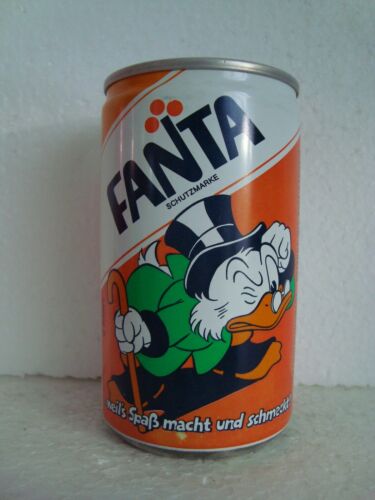 FANTA
SCHUTZMARKE
weil's Spaß macht und schmeckt